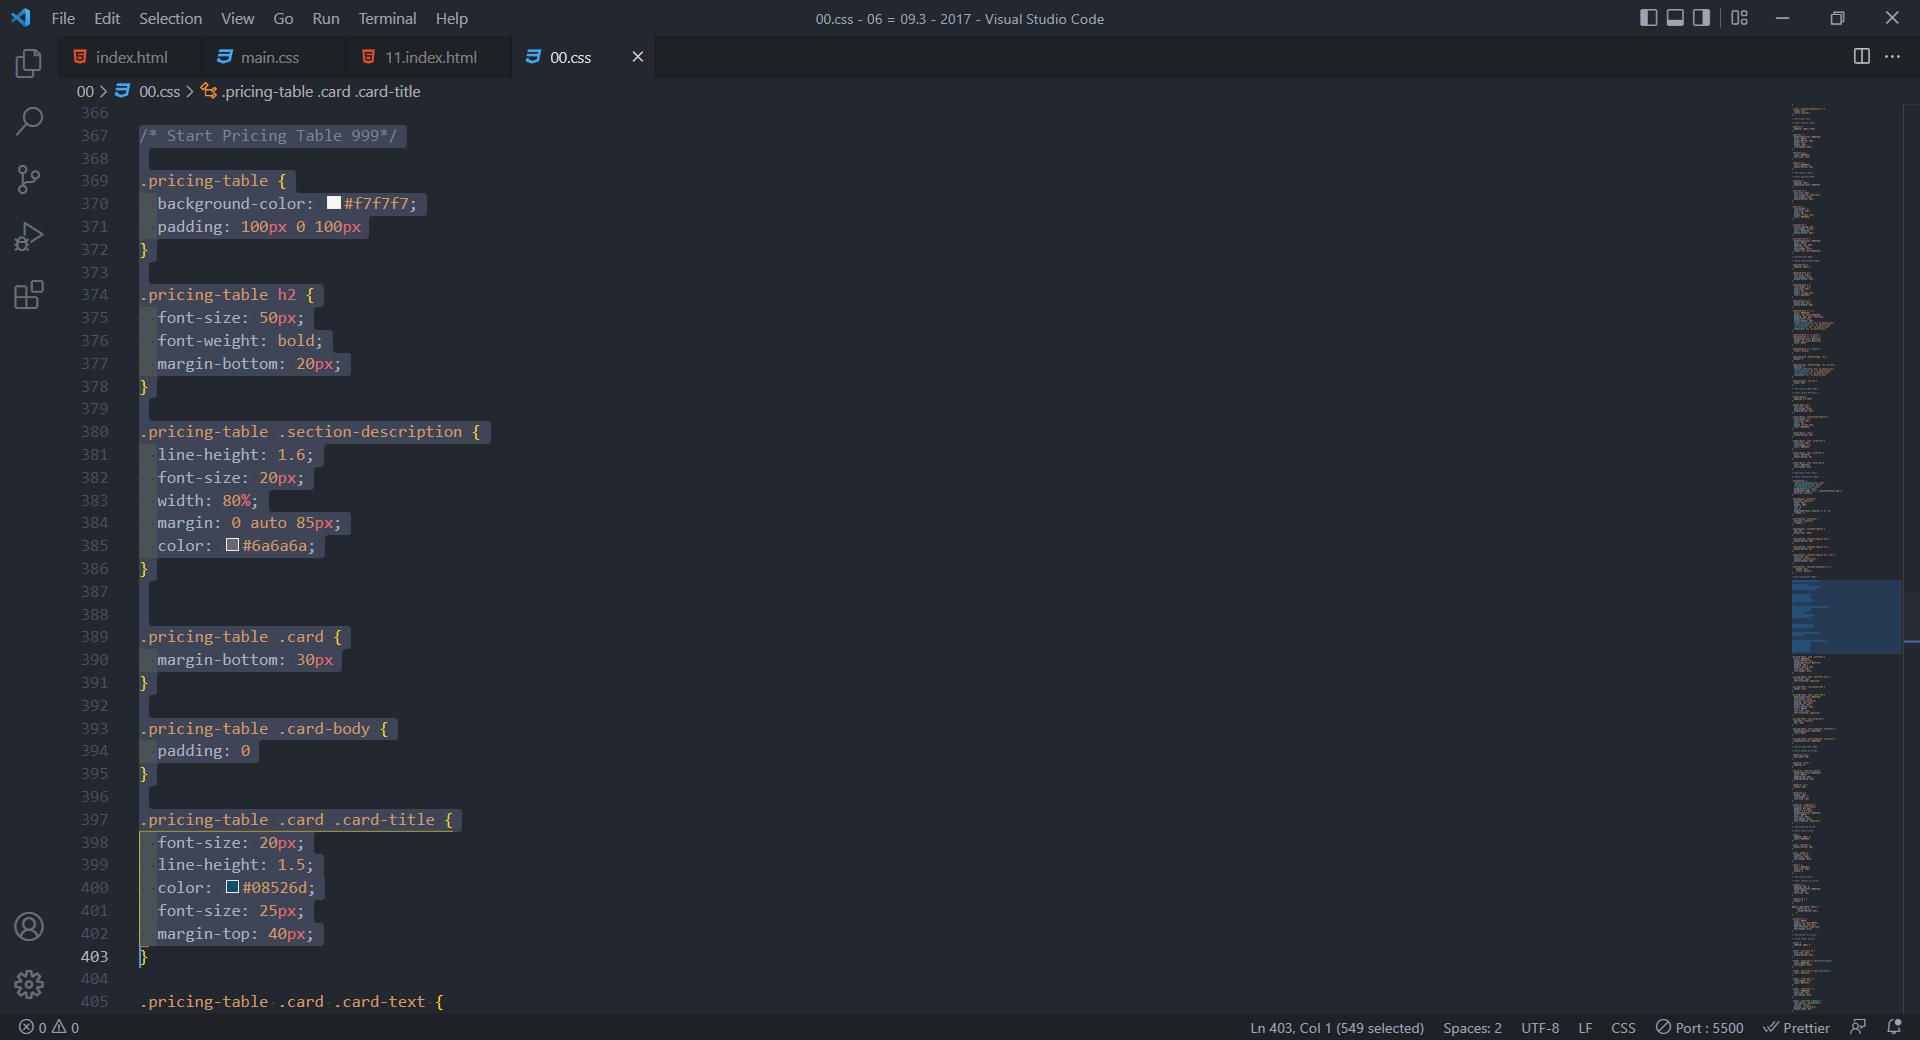 File Edit Selection View Go Run Terminal Help
00.css - 06 = 09.3 - 2017 - Visual Studio Code
index.html main.css 11.index.html 00.css
00 > 00.css > .pricing-table .card .card-title
366
367 /* Start Pricing Table 999*/
368
369 .pricing-table {
370 background-color: #f7f7f7;
371 padding: 100px 0 100px
372 }
373
374 .pricing-table h2 {
375 font-size: 50px;
376 font-weight: bold;
377 margin-bottom: 20px;
378 }
379
380 .pricing-table .section-description {
381 line-height: 1.6;
382 font-size: 20px;
383 width: 80%;
384 margin: 0 auto 85px;
385 color: #6a6a6a;
386 }
387
388
389 .pricing-table .card {
390 margin-bottom: 30px
391 }
392
393 .pricing-table .card-body {
394 padding: 0
395 }
396
397 .pricing-table .card .card-title {
398 font-size: 20px;
399 line-height: 1.5;
400 color: #08526d;
401 font-size: 25px;
402 margin-top: 40px;
403 }
404
405 .pricing-table .card .card-text {
0 0 Ln 403, Col 1 (549 selected) Spaces: 2 UTF-8 LF CSS Port : 5500 Prettier